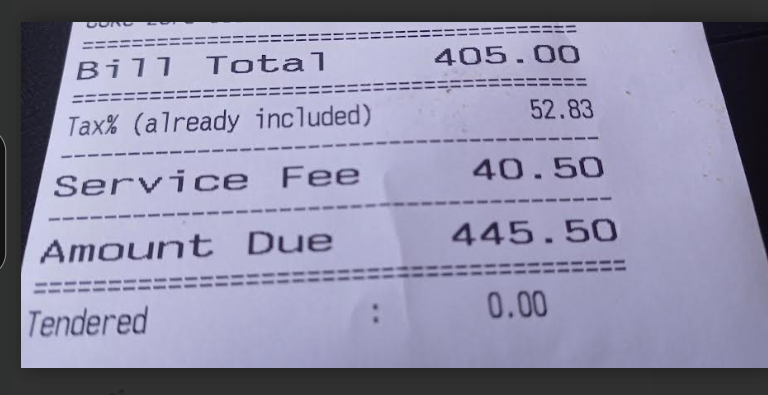 Bill Total 405.00
Tax% (already included) 52.83
Service Fee 40.50
Amount Due 445.50
Tendered : 0.00